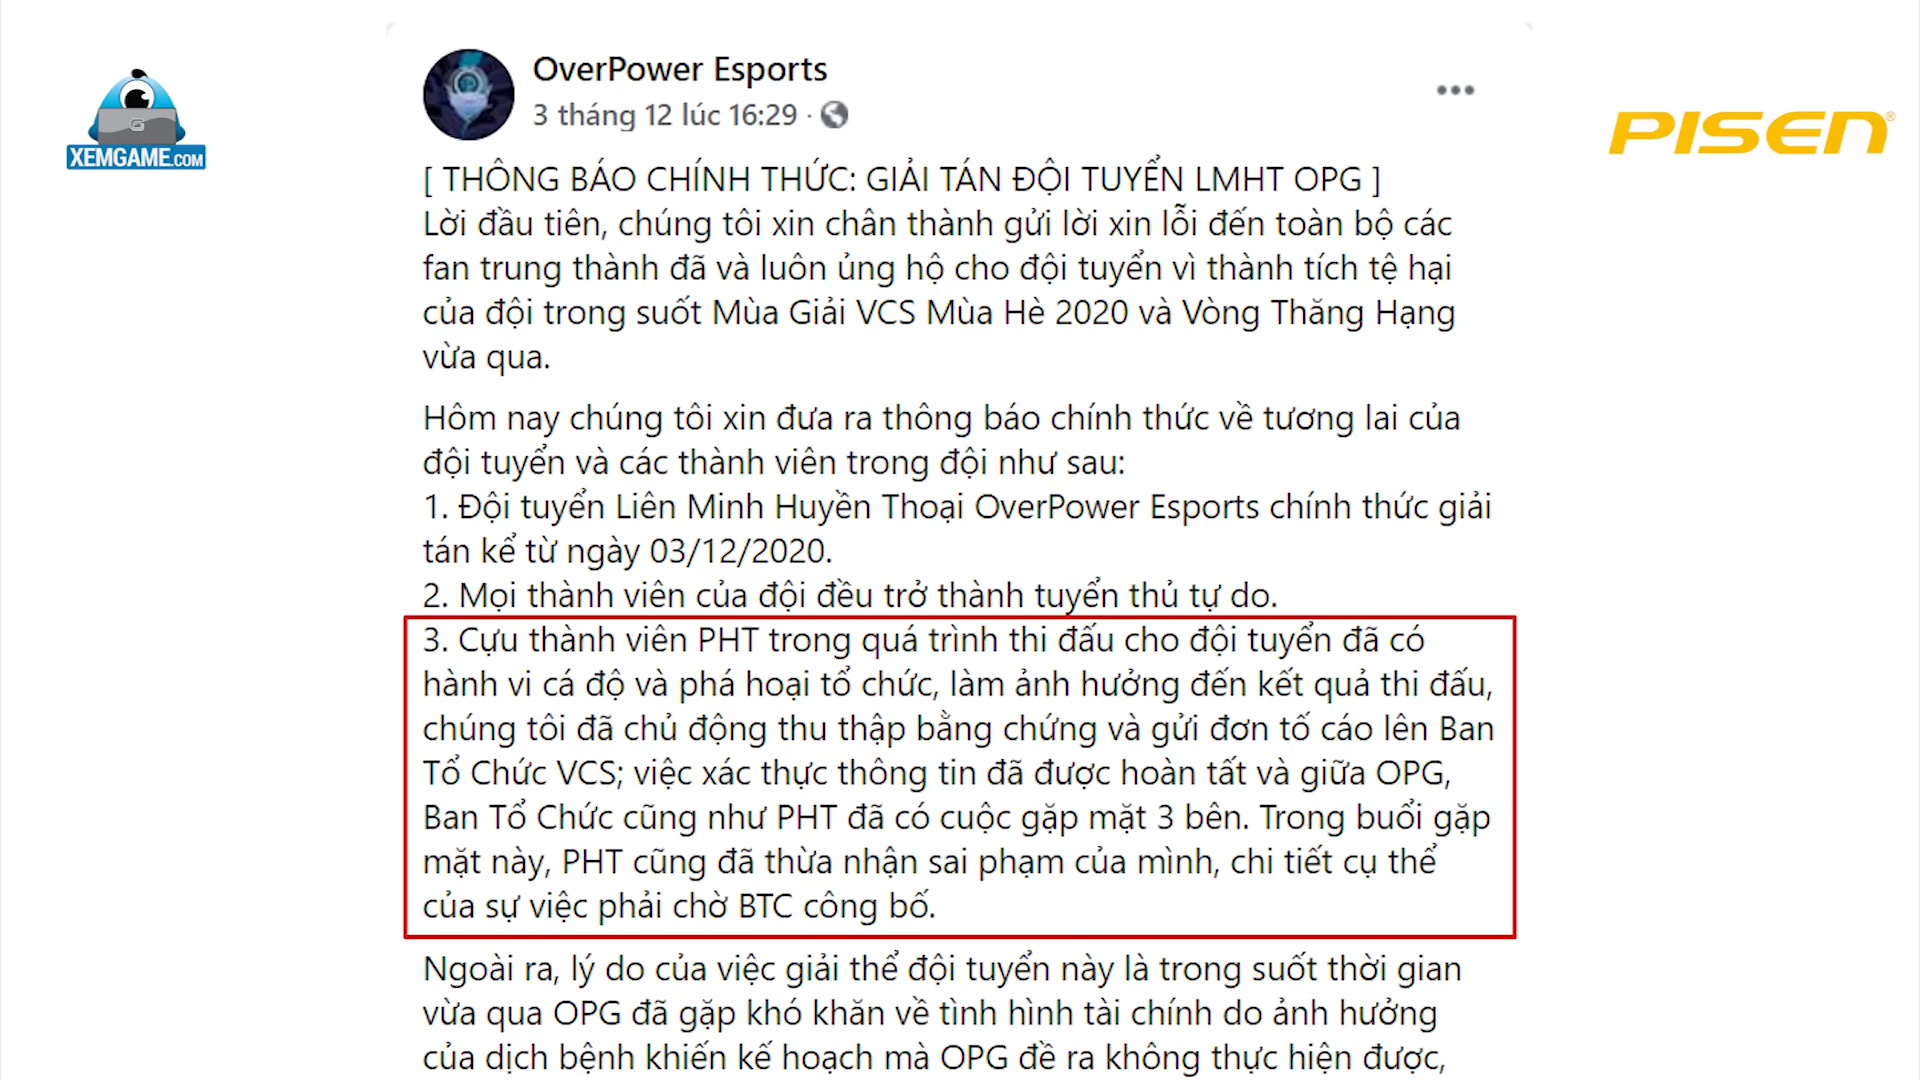 OverPower Esports
3 tháng 12 lúc 16:29 ·
XEMGAME.COM
G
PISEN®
[ THÔNG BÁO CHÍNH THỨC: GIẢI TÁN ĐỘI TUYỂN LMHT OPG ]
Lời đầu tiên, chúng tôi xin chân thành gửi lời xin lỗi đến toàn bộ các
fan trung thành đã và luôn ủng hộ cho đội tuyển vì thành tích tệ hại
của đội trong suốt Mùa Giải VCS Mùa Hè 2020 và Vòng Thăng Hạng
vừa qua.
Hôm nay chúng tôi xin đưa ra thông báo chính thức về tương lai của
đội tuyển và các thành viên trong đội như sau:
1. Đội tuyển Liên Minh Huyền Thoại OverPower Esports chính thức giải
tán kể từ ngày 03/12/2020.
2. Mọi thành viên của đội đều trở thành tuyển thủ tự do.
3. Cựu thành viên PHT trong quá trình thi đấu cho đội tuyển đã có
hành vi cá độ và phá hoại tổ chức, làm ảnh hưởng đến kết quả thi đấu,
chúng tôi đã chủ động thu thập bằng chứng và gửi đơn tố cáo lên Ban
Tổ Chức VCS; việc xác thực thông tin đã được hoàn tất và giữa OPG,
Ban Tổ Chức cũng như PHT đã có cuộc gặp mặt 3 bên. Trong buổi gặp
mặt này, PHT cũng đã thừa nhận sai phạm của mình, chi tiết cụ thể
của sự việc phải chờ BTC công bố.
Ngoài ra, lý do của việc giải thể đội tuyển này là trong suốt thời gian
vừa qua OPG đã gặp khó khăn về tình hình tài chính do ảnh hưởng
của dịch bệnh khiến kế hoạch mà OPG đề ra không thực hiện được,